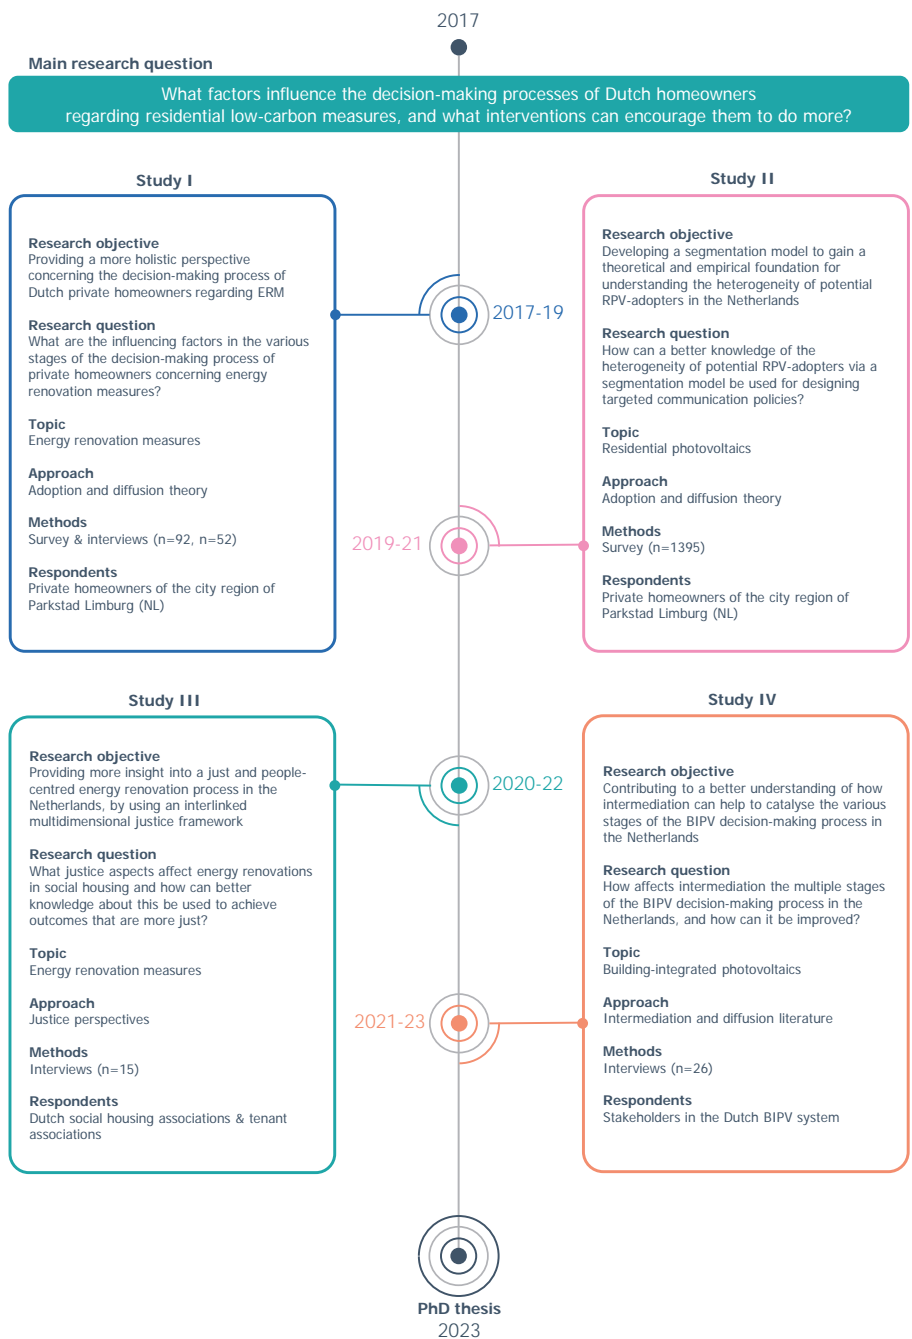 2017
Main research question
What factors influence the decision-making processes of Dutch homeowners
regarding residential low-carbon measures, and what interventions can encourage them to do more?
Study I
Research objective
Providing a more holistic perspective
concerning the decision-making process of
Dutch private homeowners regarding ERM
Research question
What are the influencing factors in the various
stages of the decision-making process of
private homeowners concerning energy
renovation measures?
Topic
Energy renovation measures
Approach
Adoption and diffusion theory
Methods
Survey & interviews (n=92, n=52)
Respondents
Private homeowners of the city region of
Parkstad Limburg (NL)
2017-19
Study II
Research objective
Developing a segmentation model to gain a
theoretical and empirical foundation for
understanding the heterogeneity of potential
RPV-adopters in the Netherlands
Research question
How can a better knowledge of the
heterogeneity of potential RPV-adopters via a
segmentation model be used for designing
targeted communication policies?
Topic
Residential photovoltaics
Approach
Adoption and diffusion theory
Methods
Survey (n=1395)
Respondents
Private homeowners of the city region of
Parkstad Limburg (NL)
2019-21
Study III
Research objective
Providing more insight into a just and people-
centred energy renovation process in the
Netherlands, by using an interlinked
multidimensional justice framework
Research question
What justice aspects affect energy renovations
in social housing and how can better
knowledge about this be used to achieve
outcomes that are more just?
Topic
Energy renovation measures
Approach
Justice perspectives
Methods
Interviews (n=15)
Respondents
Dutch social housing associations & tenant
associations
2020-22
Study IV
Research objective
Contributing to a better understanding of how
intermediation can help to catalyse the various
stages of the BIPV decision-making process in
the Netherlands
Research question
How affects intermediation the multiple stages
of the BIPV decision-making process in the
Netherlands, and how can it be improved?
Topic
Building-integrated photovoltaics
Approach
Intermediation and diffusion literature
Methods
Interviews (n=26)
Respondents
Stakeholders in the Dutch BIPV system
2021-23
PhD thesis
2023